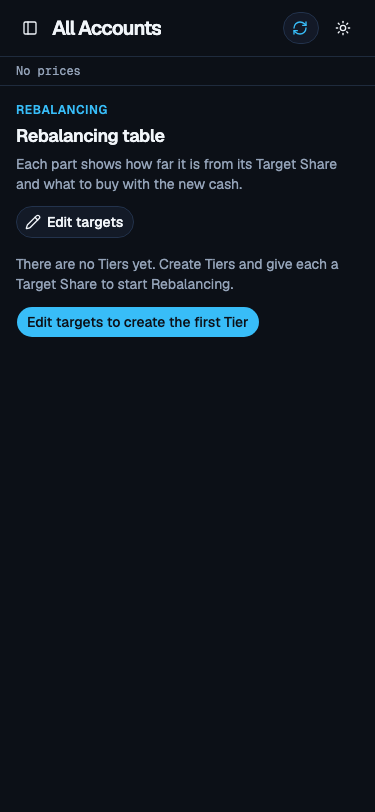 All Accounts
No prices
REBALANCING
Rebalancing table
Each part shows how far it is from its Target Share
and what to buy with the new cash.
Edit targets
There are no Tiers yet. Create Tiers and give each a
Target Share to start Rebalancing.
Edit targets to create the first Tier